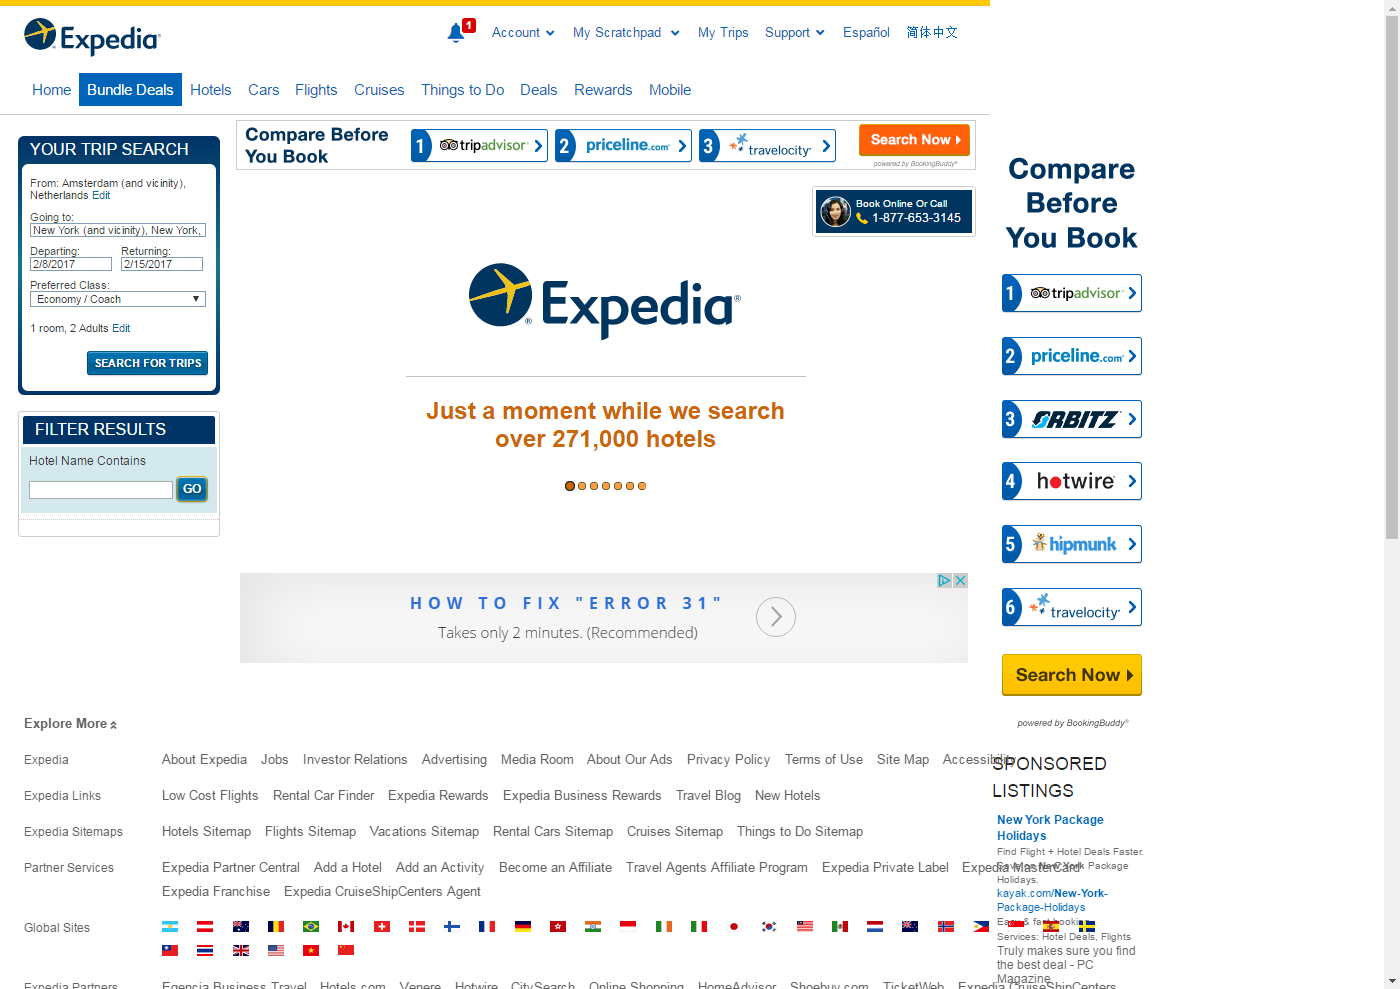 Expedia
1
Account
My Scratchpad
My Trips
Support
Español
简体中文
Home
Bundle Deals
Hotels
Cars
Flights
Cruises
Things to Do
Deals
Rewards
Mobile
YOUR TRIP SEARCH
From: Amsterdam (and vicinity),
Netherlands Edit
Going to:
New York (and vicinity), New York,
Departing:
Returning:
2/8/2017
2/15/2017
Preferred Class:
Economy / Coach
1 room, 2 Adults Edit
SEARCH FOR TRIPS
FILTER RESULTS
Hotel Name Contains
GO
Compare Before
You Book
1 tripadvisor
2 priceline.com
3 travelocity
Search Now
powered by BookingBuddy
Book Online Or Call
1-877-653-3145
Expedia
Just a moment while we search
over 271,000 hotels
HOW TO FIX "ERROR 31"
Takes only 2 minutes. (Recommended)
Compare
Before
You Book
1 tripadvisor
2 priceline.com
3 ORBITZ
4 hotwire
5 hipmunk
6 travelocity
Search Now
powered by BookingBuddy
SPONSORED
LISTINGS
New York Package
Holidays
Find Flight + Hotel Deals Faster.
Save on New York Package
Holidays.
kayak.com/New-York-
Package-Holidays
Easy & fast booking
Services: Hotel Deals, Flights
Truly makes sure you find
the best deal - PC
Magazine
Explore More
Expedia
About Expedia Jobs Investor Relations Advertising Media Room About Our Ads Privacy Policy Terms of Use Site Map Accessibility
Expedia Links
Low Cost Flights Rental Car Finder Expedia Rewards Expedia Business Rewards Travel Blog New Hotels
Expedia Sitemaps
Hotels Sitemap Flights Sitemap Vacations Sitemap Rental Cars Sitemap Cruises Sitemap Things to Do Sitemap
Partner Services
Expedia Partner Central Add a Hotel Add an Activity Become an Affiliate Travel Agents Affiliate Program Expedia Private Label Expedia MasterCard
Expedia Franchise Expedia CruiseShipCenters Agent
Global Sites
Expedia Partners
Egencia Business Travel Hotels.com Venere Hotwire CitySearch Online Shopping HomeAdvisor Shoebuy.com TicketWeb Expedia CruiseShipCenters